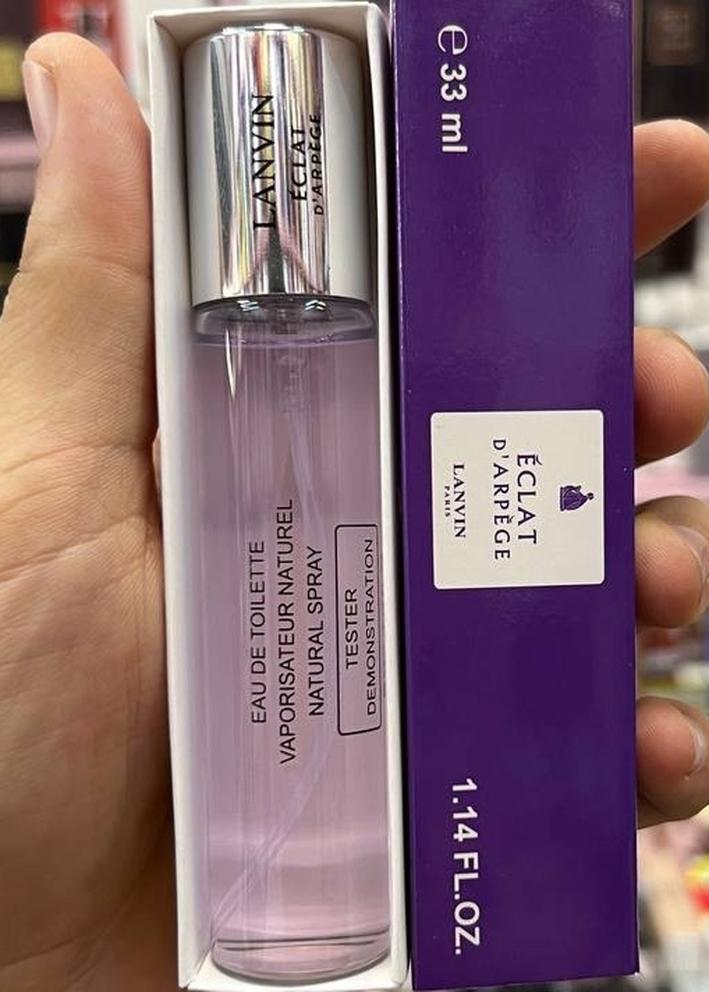 LANVIN
ÉCLAT
D'ARPÈGE
EAU DE TOILETTE
VAPORISATEUR NATUREL
NATURAL SPRAY
TESTER
DEMONSTRATION
e 33 ml
ÉCLAT
D'ARPÈGE
LANVIN
PARIS
1.14 FL.OZ.